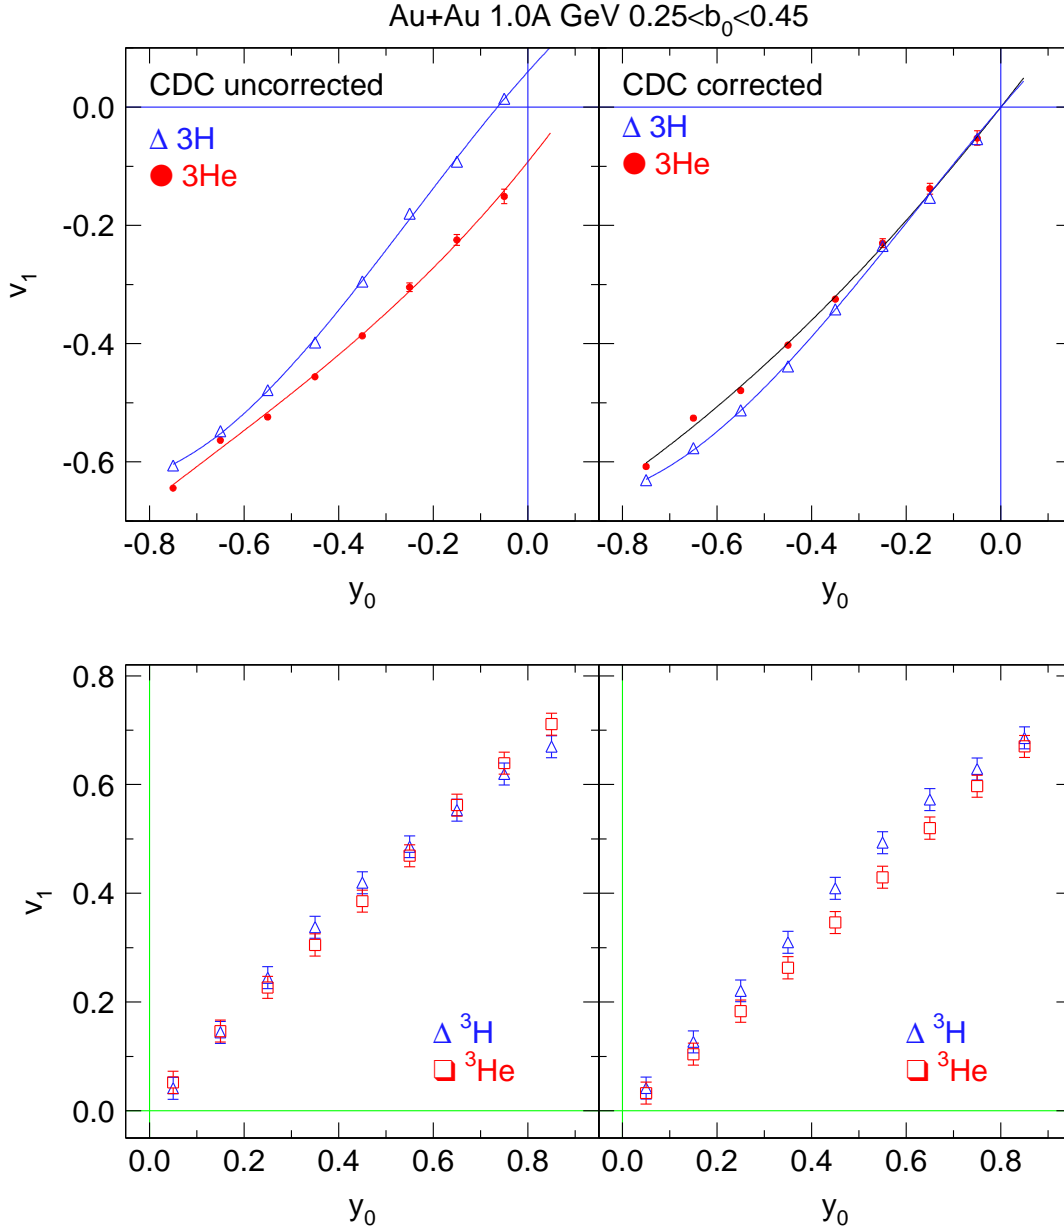 Au+Au 1.0A GeV 0.25<b₀<0.45
CDC uncorrected
Δ 3H
3He
CDC corrected
Δ 3H
3He
v₁
0.0
-0.2
-0.4
-0.6
-0.8 -0.6 -0.4 -0.2 0.0
-0.8 -0.6 -0.4 -0.2 0.0
y₀
y₀
v₁
0.8
0.6
0.4
0.2
0.0
Δ ³H
³He
Δ ³H
³He
0.0 0.2 0.4 0.6 0.8
0.0 0.2 0.4 0.6 0.8
y₀
y₀